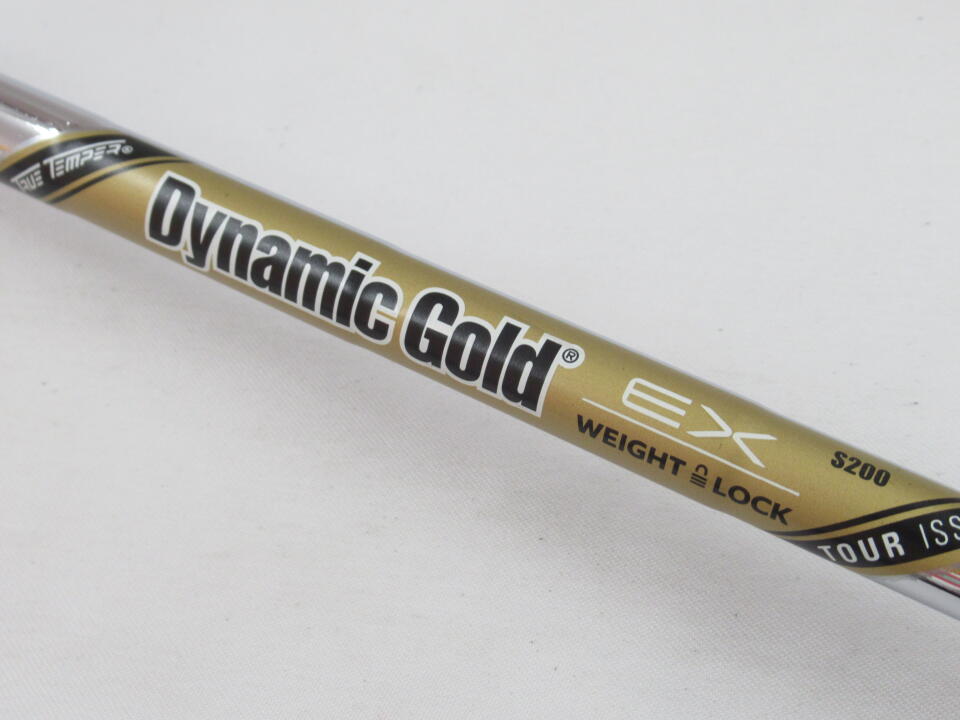 TRUE TEMPER®
Dynamic Gold®
EX
WEIGHT LOCK
S200
TOUR ISS